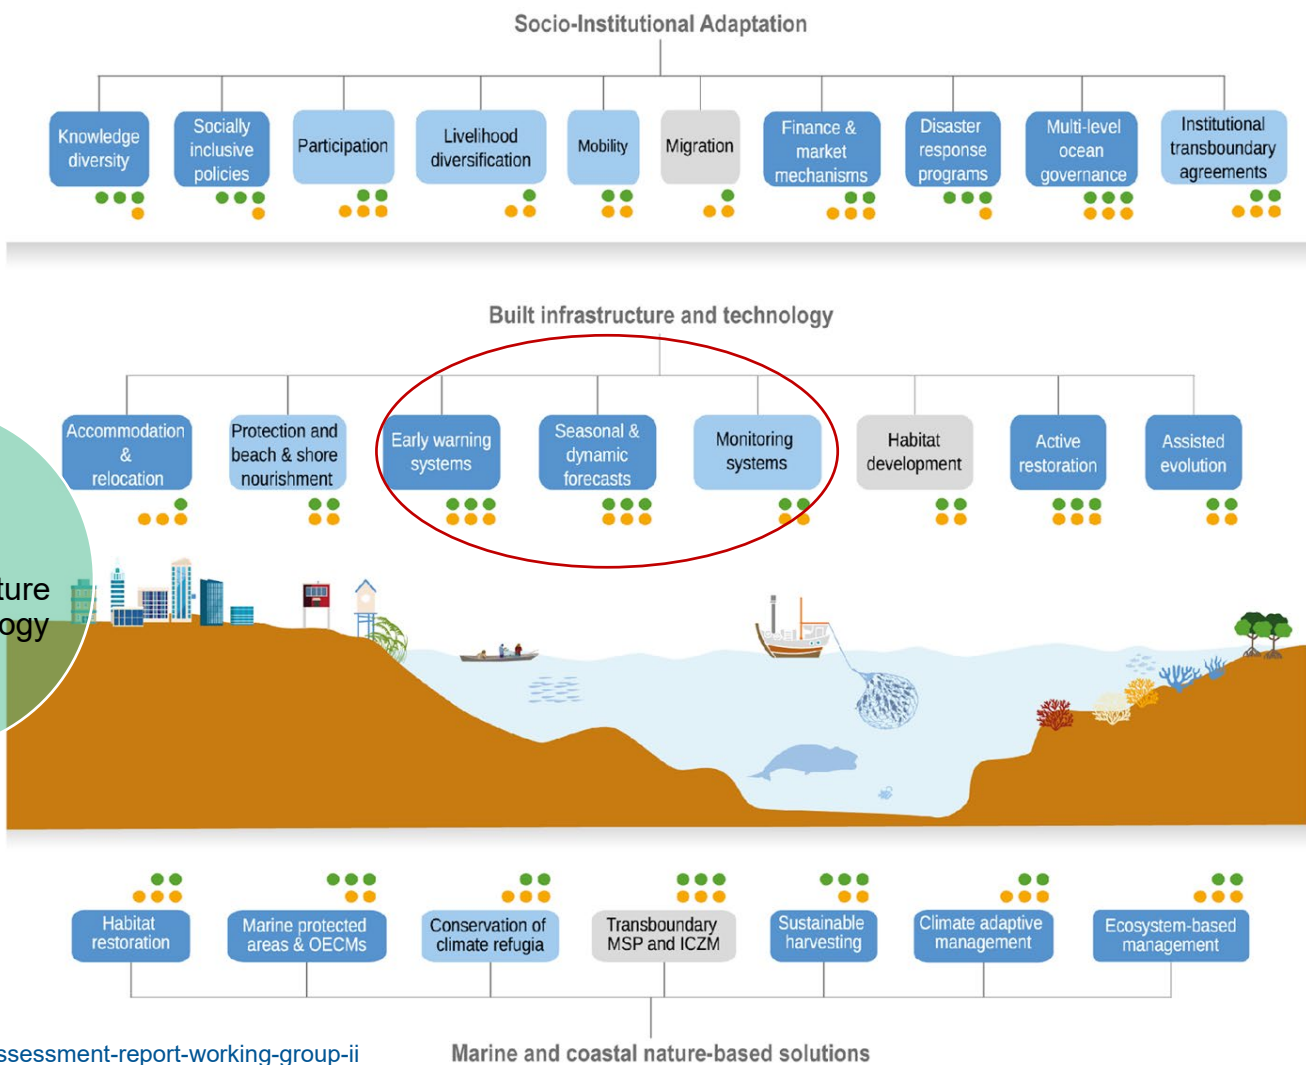 Socio-Institutional Adaptation
Knowledge
diversity
Socially
inclusive
policies
Participation
Livelihood
diversification
Mobility
Migration
Finance &
market
mechanisms
Disaster
response
programs
Multi-level
ocean
governance
Institutional
transboundary
agreements
Built infrastructure and technology
Accommodation
&
relocation
Protection and
beach & shore
nourishment
Early warning
systems
Seasonal &
dynamic
forecasts
Monitoring
systems
Habitat
development
Active
restoration
Assisted
evolution
ture
ogy
Habitat
restoration
Marine protected
areas & OECMs
Conservation of
climate refugia
Transboundary
MSP and ICZM
Sustainable
harvesting
Climate adaptive
management
Ecosystem-based
management
ssessment-report-working-group-ii
Marine and coastal nature-based solutions